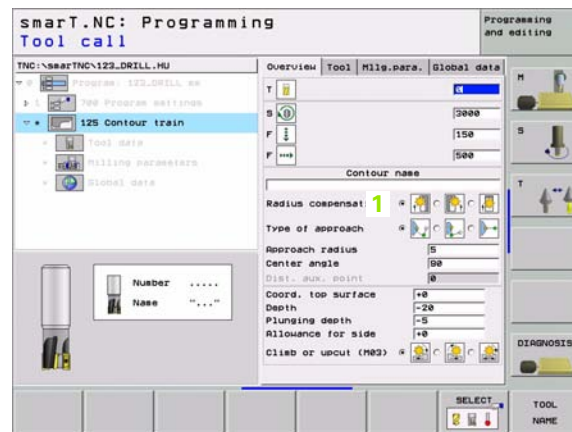 smarT.NC: Programming
Tool call
Programming
and editing
TNC:\smarTNC\123_DRILL.HU
0 Program: 123_DRILL mm
1 700 Program settings
* 125 Contour train
* Tool data
* Milling parameters
* Global data
Number .....
Name "..."
Overview Tool Mllg.para. Global data
T
S 3000
F 150
F 500
Contour name
Radius compensat 1
Type of approach
Approach radius 5
Center angle 90
Dist. aux. point 0
Coord. top surface +0
Depth -20
Plunging depth -5
Allowance for side +0
Climb or upcut (M03)
M
S
T
DIAGNOSIS
SELECT
TOOL
NAME